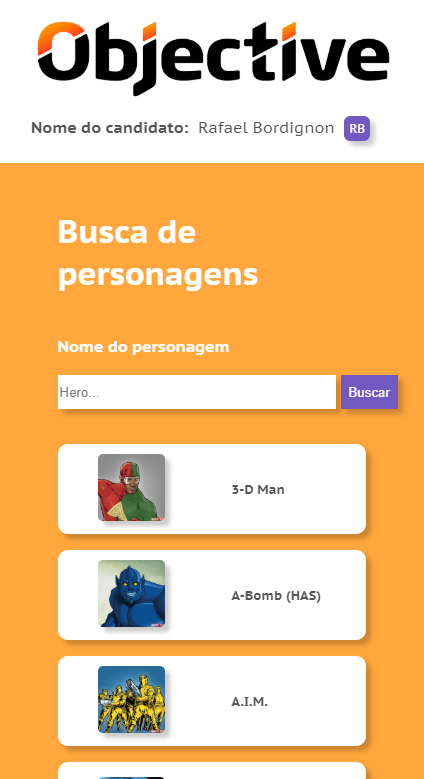 Objective
Nome do candidato: Rafael Bordignon RB
Busca de
personagens
Nome do personagem
Hero...
Buscar
3-D Man
A-Bomb (HAS)
A.I.M.